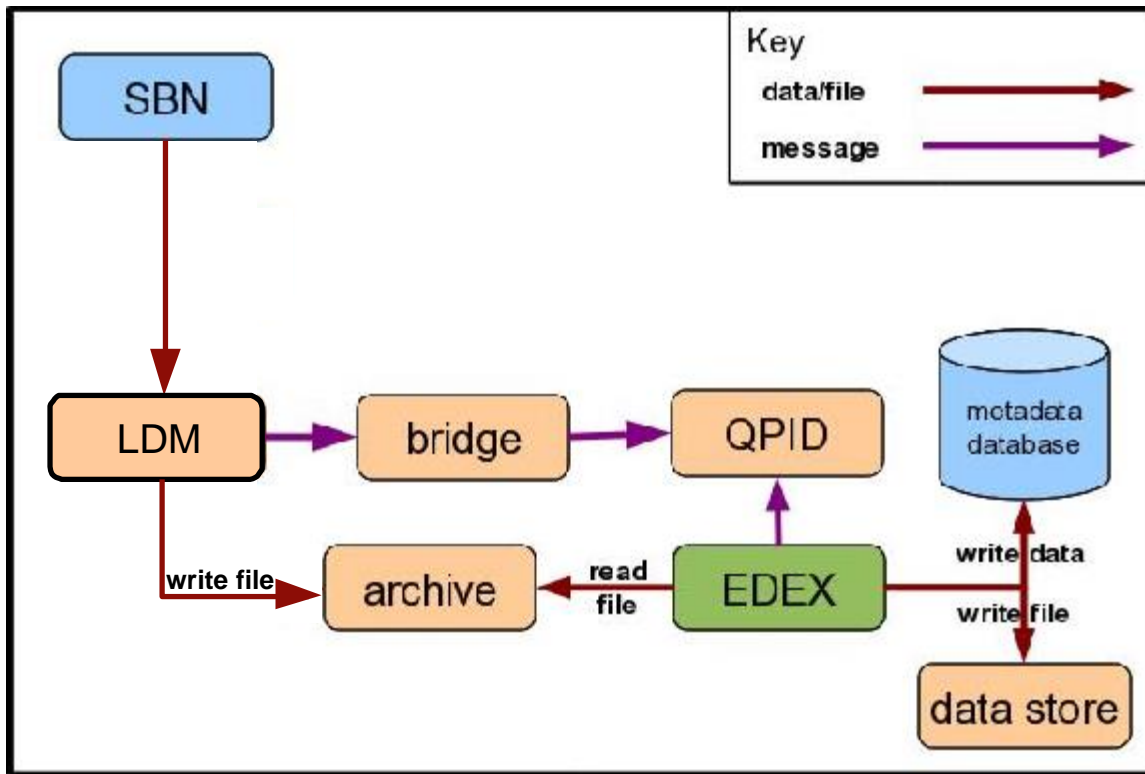 Key
data/file
message
SBN
LDM
bridge
QPID
metadata
database
write file
archive
read
file
EDEX
write data
write file
data store